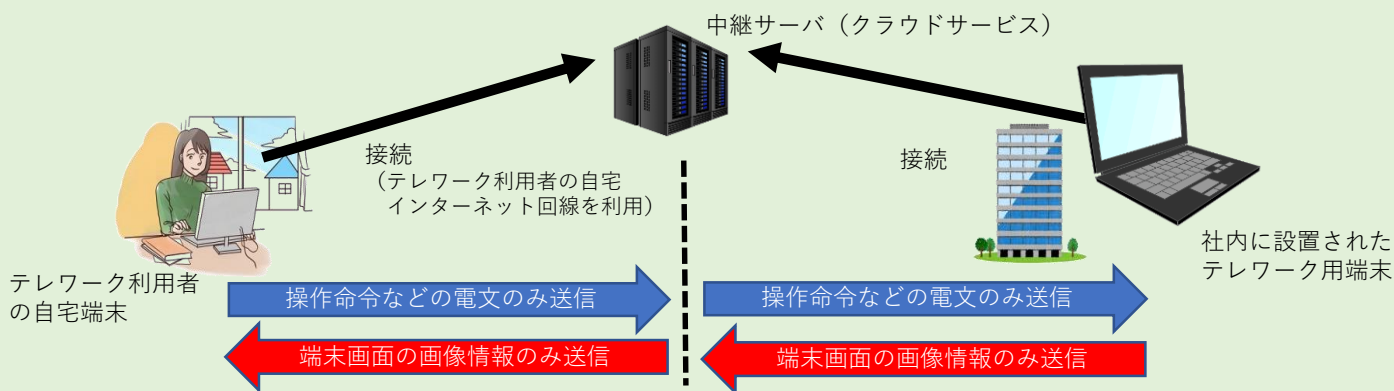 中継サーバ（クラウドサービス）
接続
（テレワーク利用者の自宅
インターネット回線を利用）
接続
テレワーク利用者
の自宅端末
社内に設置された
テレワーク用端末
操作命令などの電文のみ送信
操作命令などの電文のみ送信
端末画面の画像情報のみ送信
端末画面の画像情報のみ送信